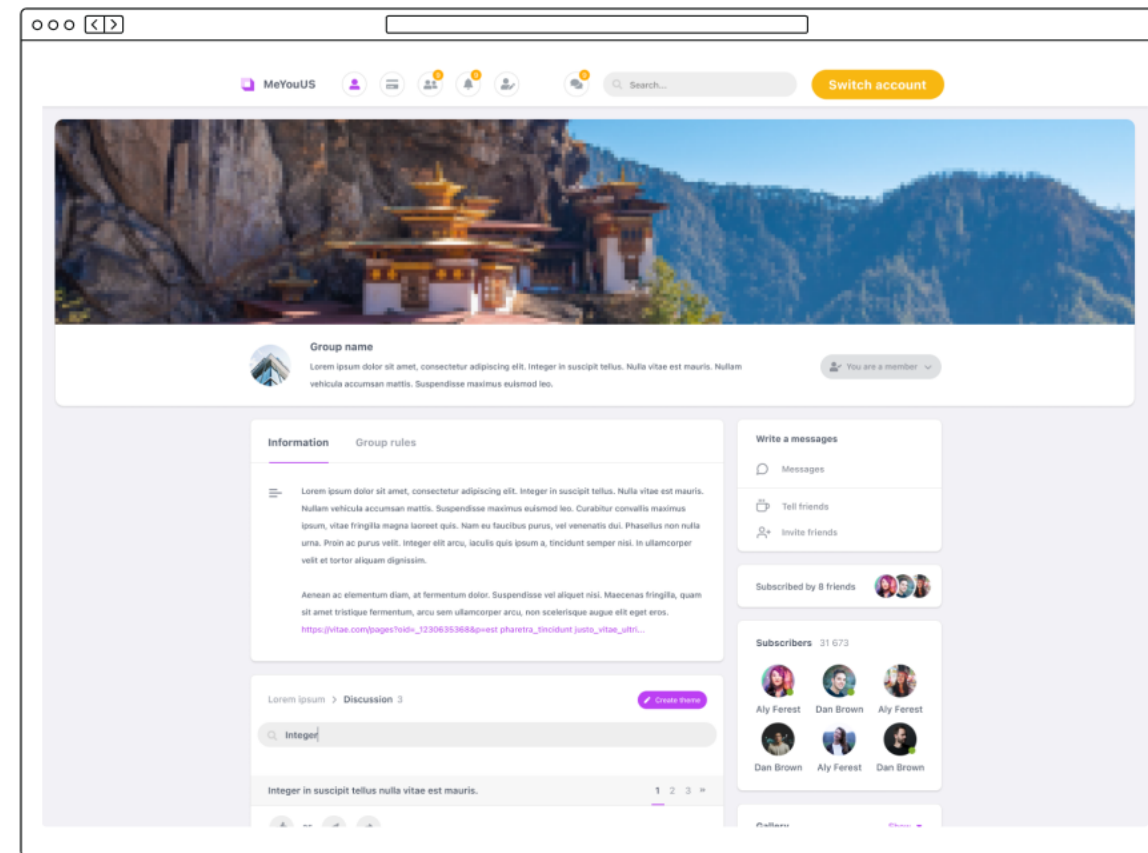 MeYouUS
Search...
Switch account
Group name
Lorem ipsum dolor sit amet, consectetur adipiscing elit. Integer in suscipit tellus. Nulla vitae est mauris. Nullam
vehicula accumsan mattis. Suspendisse maximus euismod leo.
You are a member
Information Group rules
Lorem ipsum dolor sit amet, consectetur adipiscing elit. Integer in suscipit tellus. Nulla vitae est mauris.
Nullam vehicula accumsan mattis. Suspendisse maximus euismod leo. Curabitur convallis maximus
ipsum, vitae fringilla magna laoreet quis. Nam eu faucibus purus, vel venenatis dui. Phasellus non nulla
urna. Proin ac purus velit. Integer elit arcu, iaculis quis ipsum a, tincidunt semper nisi. In ullamcorper
velit et tortor aliquam dignissim.
Aenean ac elementum diam, at fermentum dolor. Suspendisse vel aliquet nisi. Maecenas fringilla, quam
sit amet tristique fermentum, arcu sem ullamcorper arcu, non scelerisque augue elit eget eros.
https://vitae.com/pages?oid=_1230635368&p=est pharetra_tincidunt justo_vitae_ultri...
Lorem ipsum > Discussion 3
Create theme
Integer
Integer in suscipit tellus nulla vitae est mauris.
1 2 3 »
Write a messages
Messages
Tell friends
Invite friends
Subscribed by 8 friends
Subscribers 31 673
Aly Ferest Dan Brown Aly Ferest
Dan Brown Aly Ferest Dan Brown
Gallery Show